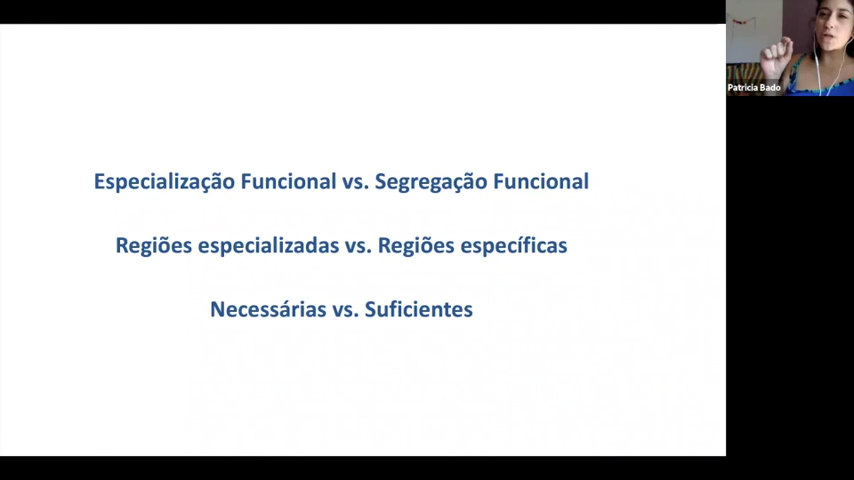 Patricia Bado
Especialização Funcional vs. Segregação Funcional
Regiões especializadas vs. Regiões específicas
Necessárias vs. Suficientes